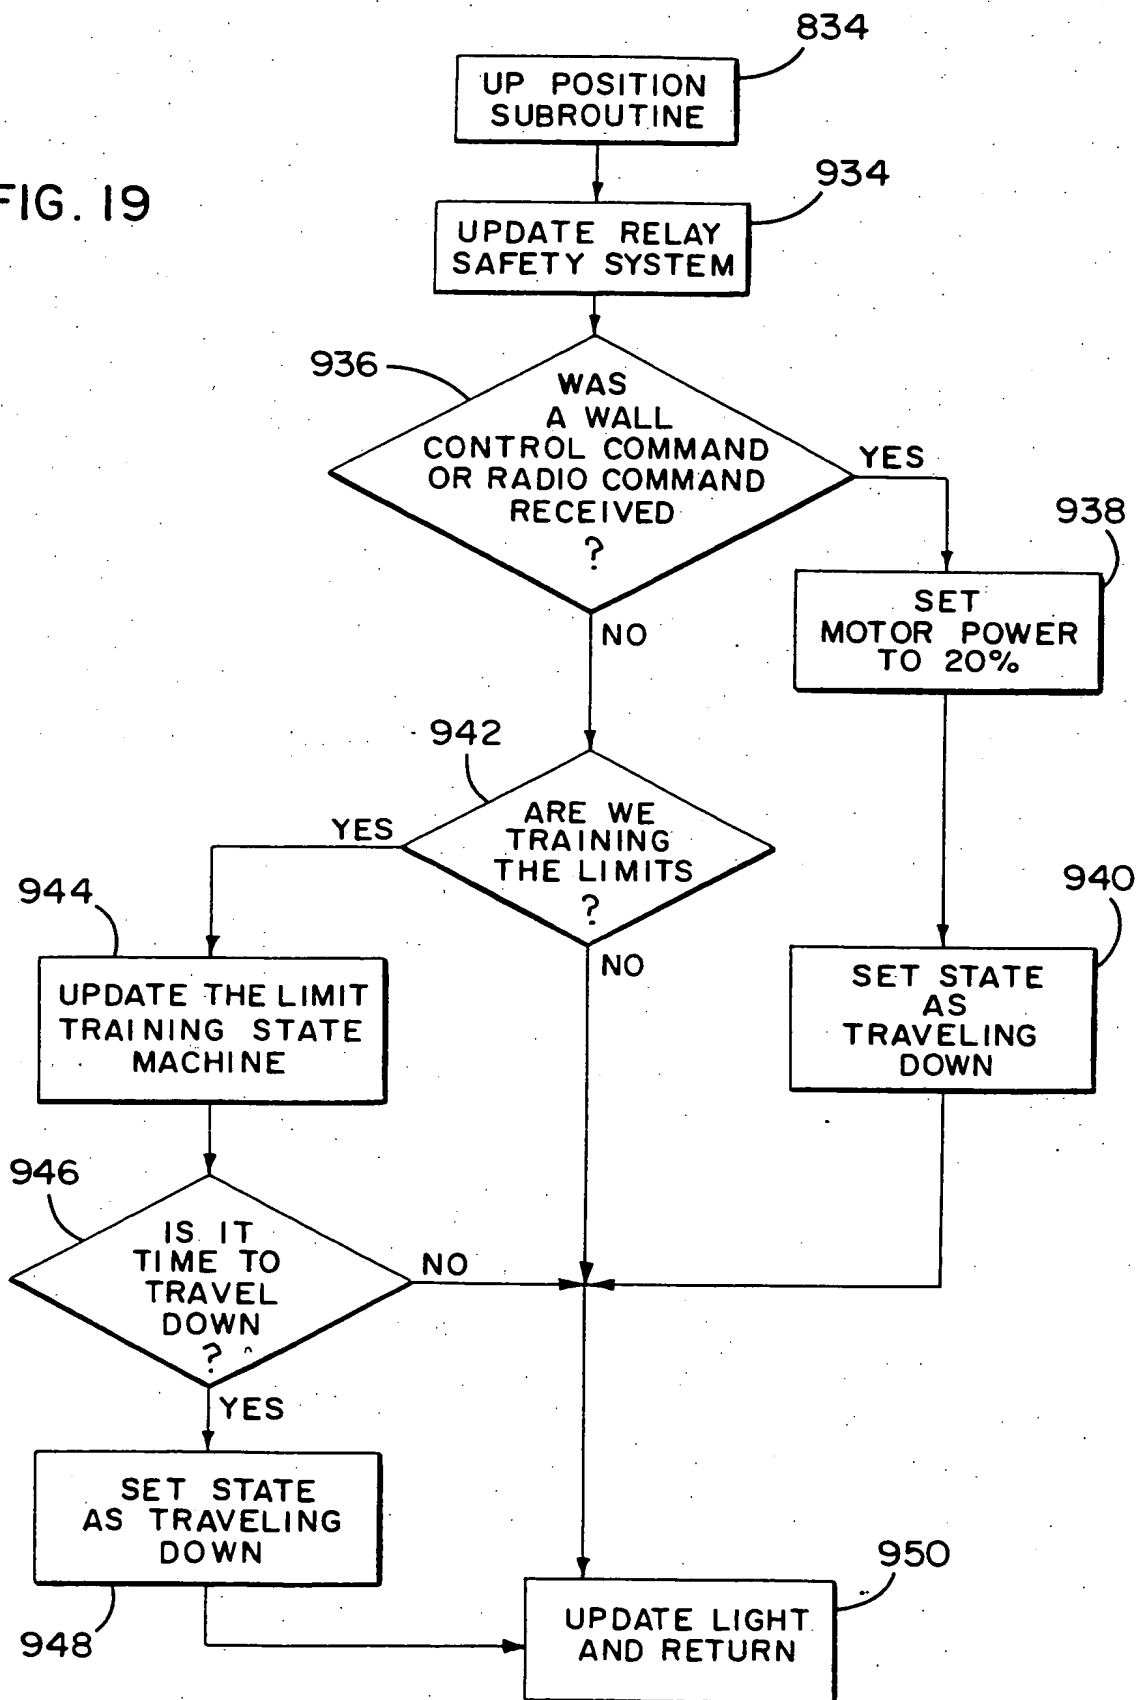 834
UP POSITION
SUBROUTINE
FIG. 19
934
UPDATE RELAY
SAFETY SYSTEM
936
WAS
A WALL
CONTROL COMMAND
OR RADIO COMMAND
RECEIVED
?
YES
938
SET
MOTOR POWER
TO 20%
NO
942
ARE WE
TRAINING
THE LIMITS
?
YES
940
SET STATE
AS
TRAVELING
DOWN
944
NO
UPDATE THE LIMIT
TRAINING STATE
MACHINE
946
IS IT
TIME TO
TRAVEL
DOWN
?
NO
YES
SET STATE
AS TRAVELING
DOWN
948
950
UPDATE LIGHT
AND RETURN